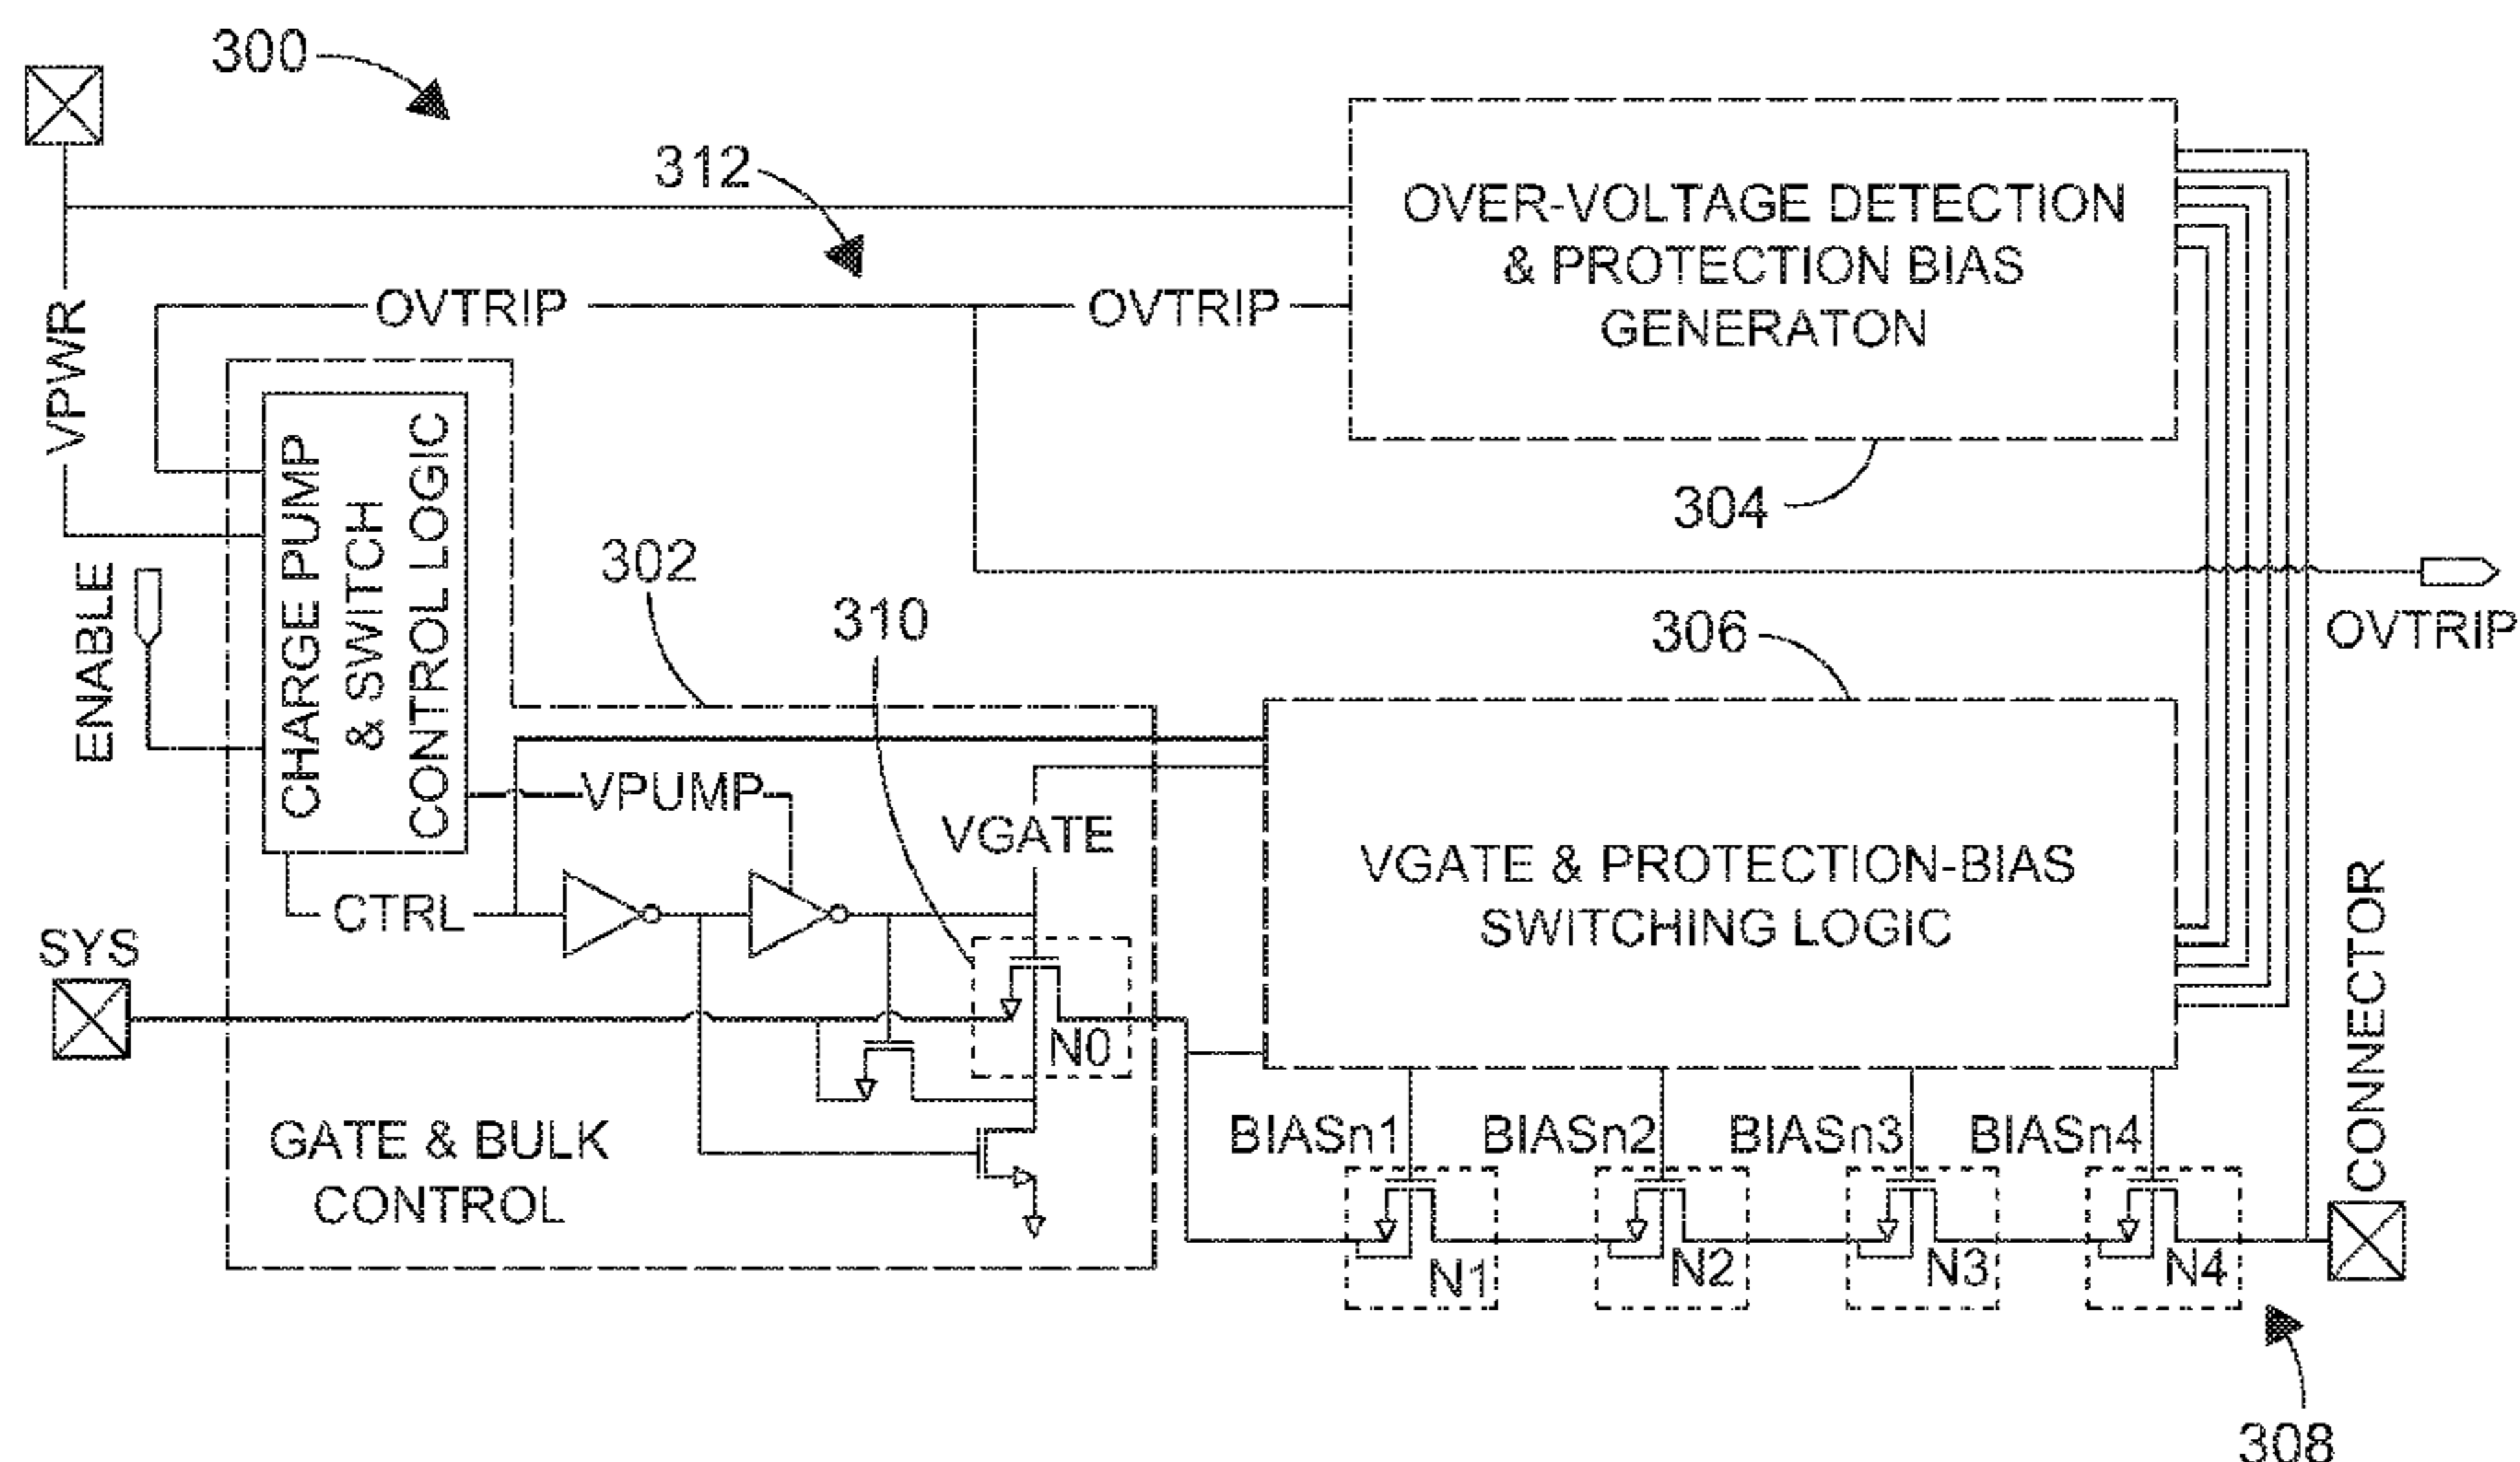 300
312
OVER-VOLTAGE DETECTION
& PROTECTION BIAS
GENERATON
OVTRIP
OVTRIP
VPWR
304
CHARGE PUMP
& SWITCH
CONTROL LOGIC
ENABLE
302
310
306
OVTRIP
VPUMP
VGATE
VGATE & PROTECTION-BIAS
SWITCHING LOGIC
CTRL
SYS
N0
CONNECTOR
GATE & BULK
CONTROL
BIASn1
BIASn2
BIASn3
BIASn4
N1
N2
N3
N4
308